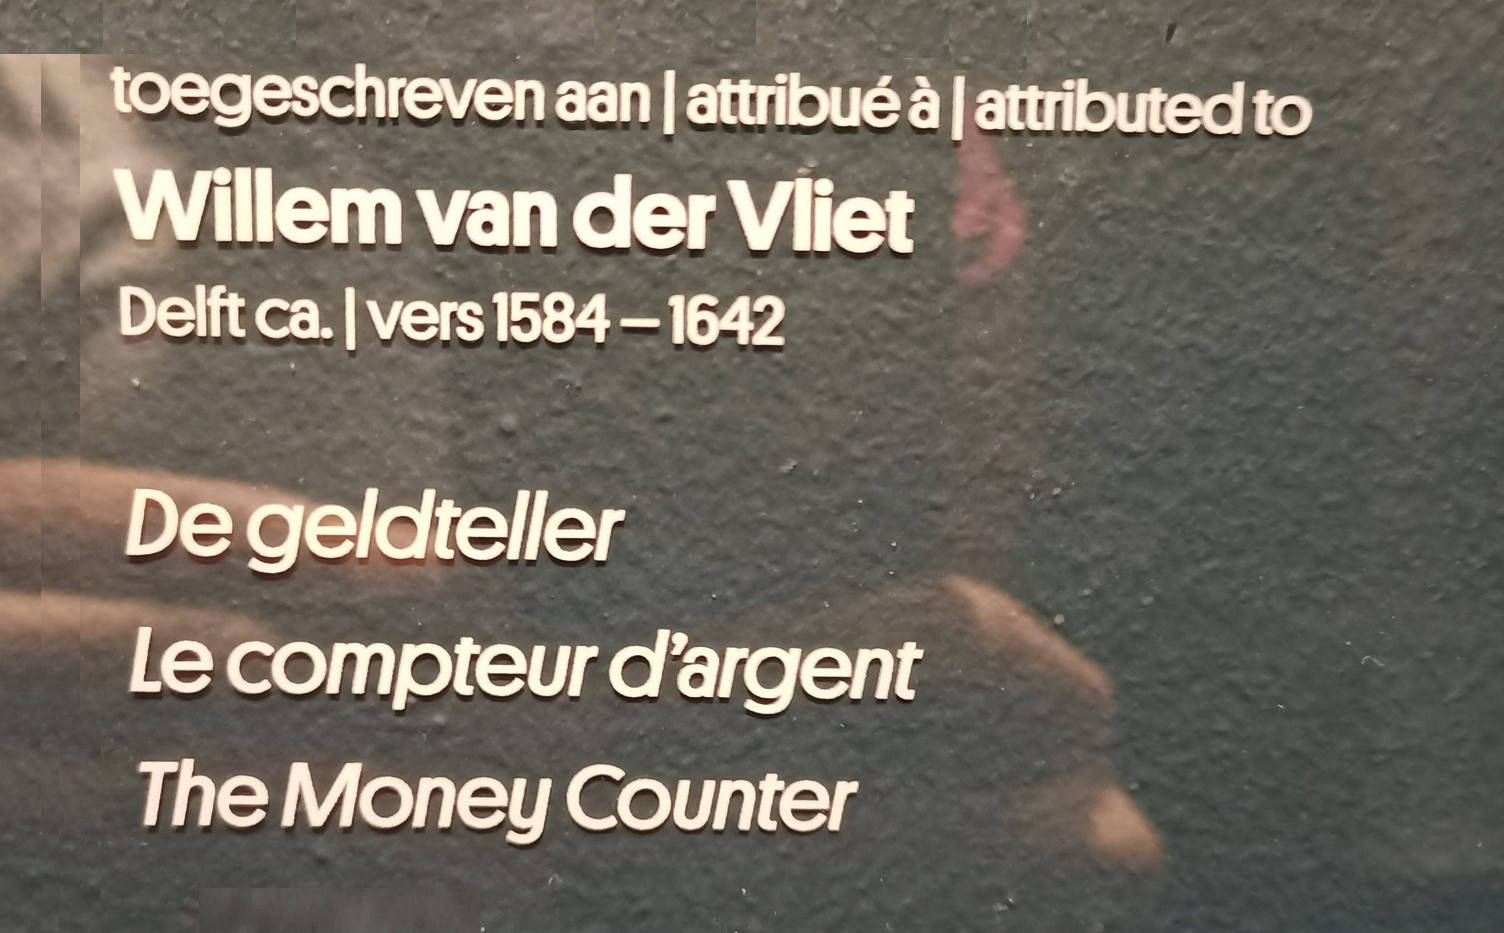 toegeschreven aan | attribué à | attributed to
Willem van der Vliet
Delft ca. | vers 1584 – 1642
De geldteller
Le compteur d’argent
The Money Counter